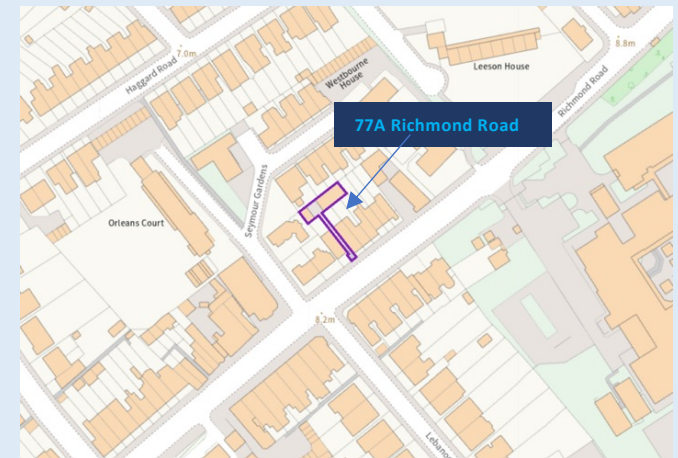 7.0m
Haggard Road
Westbourne
House
Leeson House
8.8m
Richmond Road
77A Richmond Road
Seymour Gardens
Orleans Court
8.2m
Lebano